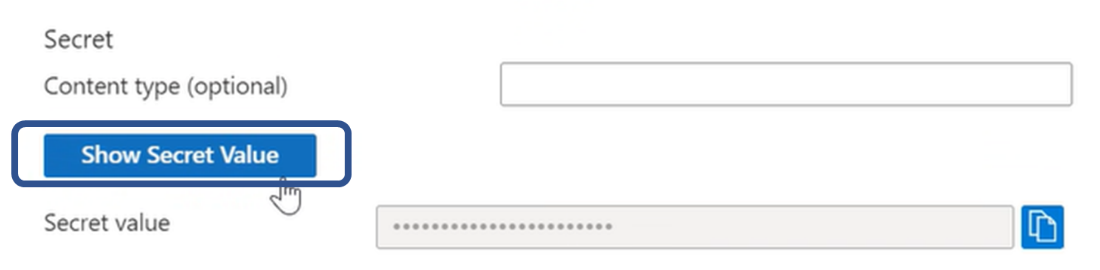 Secret
Content type (optional)
Show Secret Value
Secret value
•••••••••••••••••••••••